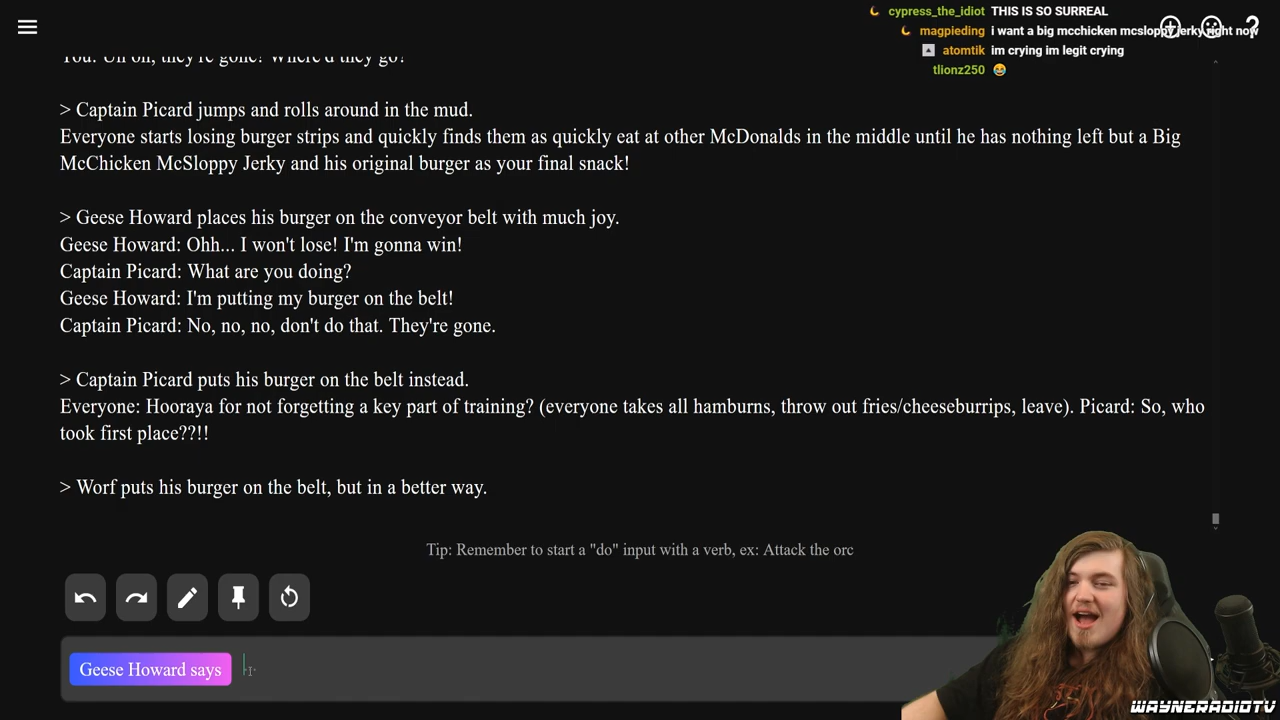 cypress_the_idiot THIS IS SO SURREAL
magpieding i want a big mcchicken mcsloppy jerky right now
atomtik im crying im legit crying
tlionz250
You: Uh oh, they're gone! Where'd they go?
> Captain Picard jumps and rolls around in the mud.
Everyone starts losing burger strips and quickly finds them as quickly eat at other McDonalds in the middle until he has nothing left but a Big
McChicken McSloppy Jerky and his original burger as your final snack!
> Geese Howard places his burger on the conveyor belt with much joy.
Geese Howard: Ohh... I won't lose! I'm gonna win!
Captain Picard: What are you doing?
Geese Howard: I'm putting my burger on the belt!
Captain Picard: No, no, no, don't do that. They're gone.
> Captain Picard puts his burger on the belt instead.
Everyone: Hooraya for not forgetting a key part of training? (everyone takes all hamburns, throw out fries/cheeseburrips, leave). Picard: So, who
took first place??!!
> Worf puts his burger on the belt, but in a better way.
Tip: Remember to start a "do" input with a verb, ex: Attack the orc
Geese Howard says
WAYNERADIOTV